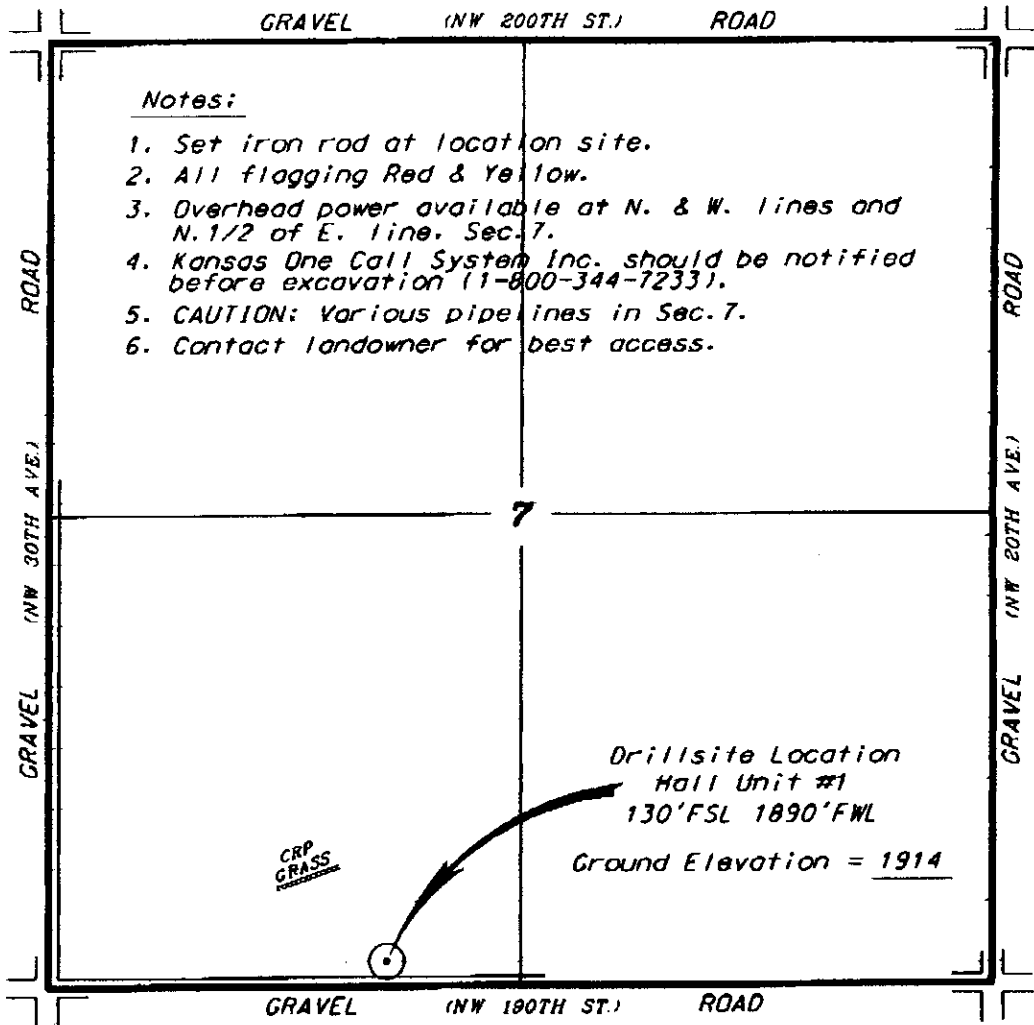 GRAVEL (NW 200TH ST.) ROAD
Notes:
1. Set iron rod at location site.
2. All flagging Red & Yellow.
3. Overhead power available at N. & W. lines and
N.1/2 of E. line, Sec.7.
4. Kansas One Call System Inc. should be notified
before excavation (1-800-344-7233).
5. CAUTION: Various pipelines in Sec.7.
6. Contact landowner for best access.
GRAVEL (NW 30TH AVE.) ROAD
GRAVEL (NW 20TH AVE.) ROAD
7
Drillsite Location
Hall Unit #1
130'FSL 1890'FWL
Ground Elevation = 1914
CRP
GRASS
GRAVEL (NW 190TH ST.) ROAD